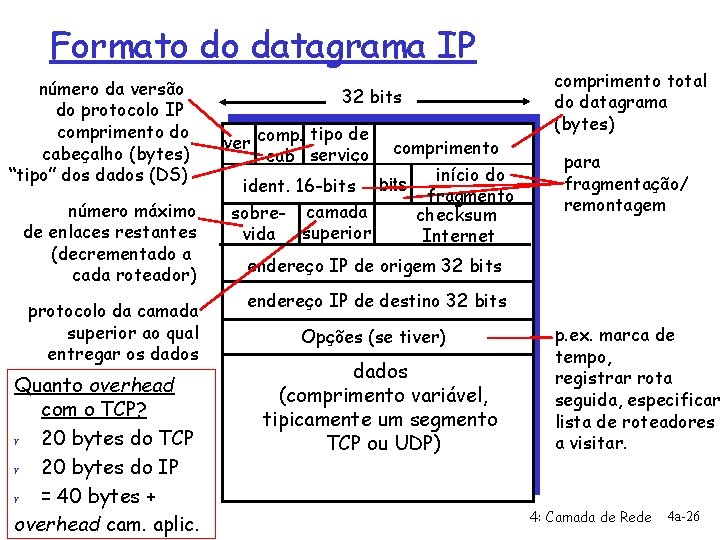 Formato do datagrama IP
número da versão
do protocolo IP
comprimento do
cabeçalho (bytes)
“tipo” dos dados (DS)
número máximo
de enlaces restantes
(decrementado a
cada roteador)
protocolo da camada
superior ao qual
entregar os dados
Quanto overhead
com o TCP?
20 bytes do TCP
20 bytes do IP
= 40 bytes +
overhead cam. aplic.
32 bits
ver
comp.
cab
tipo de
serviço
comprimento
ident. 16-bits
bits
início do
fragmento
sobre-
vida
camada
superior
checksum
Internet
endereço IP de origem 32 bits
endereço IP de destino 32 bits
Opções (se tiver)
dados
(comprimento variável,
tipicamente um segmento
TCP ou UDP)
comprimento total
do datagrama
(bytes)
para
fragmentação/
remontagem
p.ex. marca de
tempo,
registrar rota
seguida, especificar
lista de roteadores
a visitar.
4: Camada de Rede 4a-26